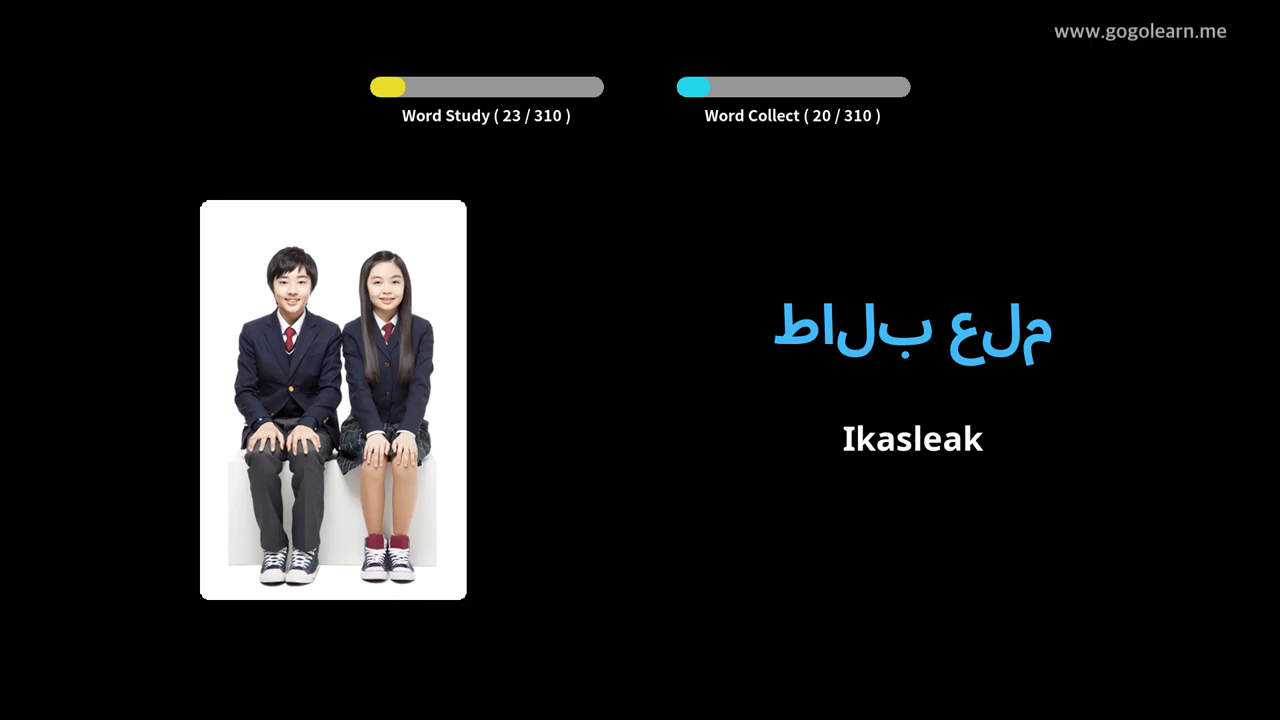 www.gogolearn.me
Word Study ( 23 / 310 )
Word Collect ( 20 / 310 )
طالب علم
Ikasleak